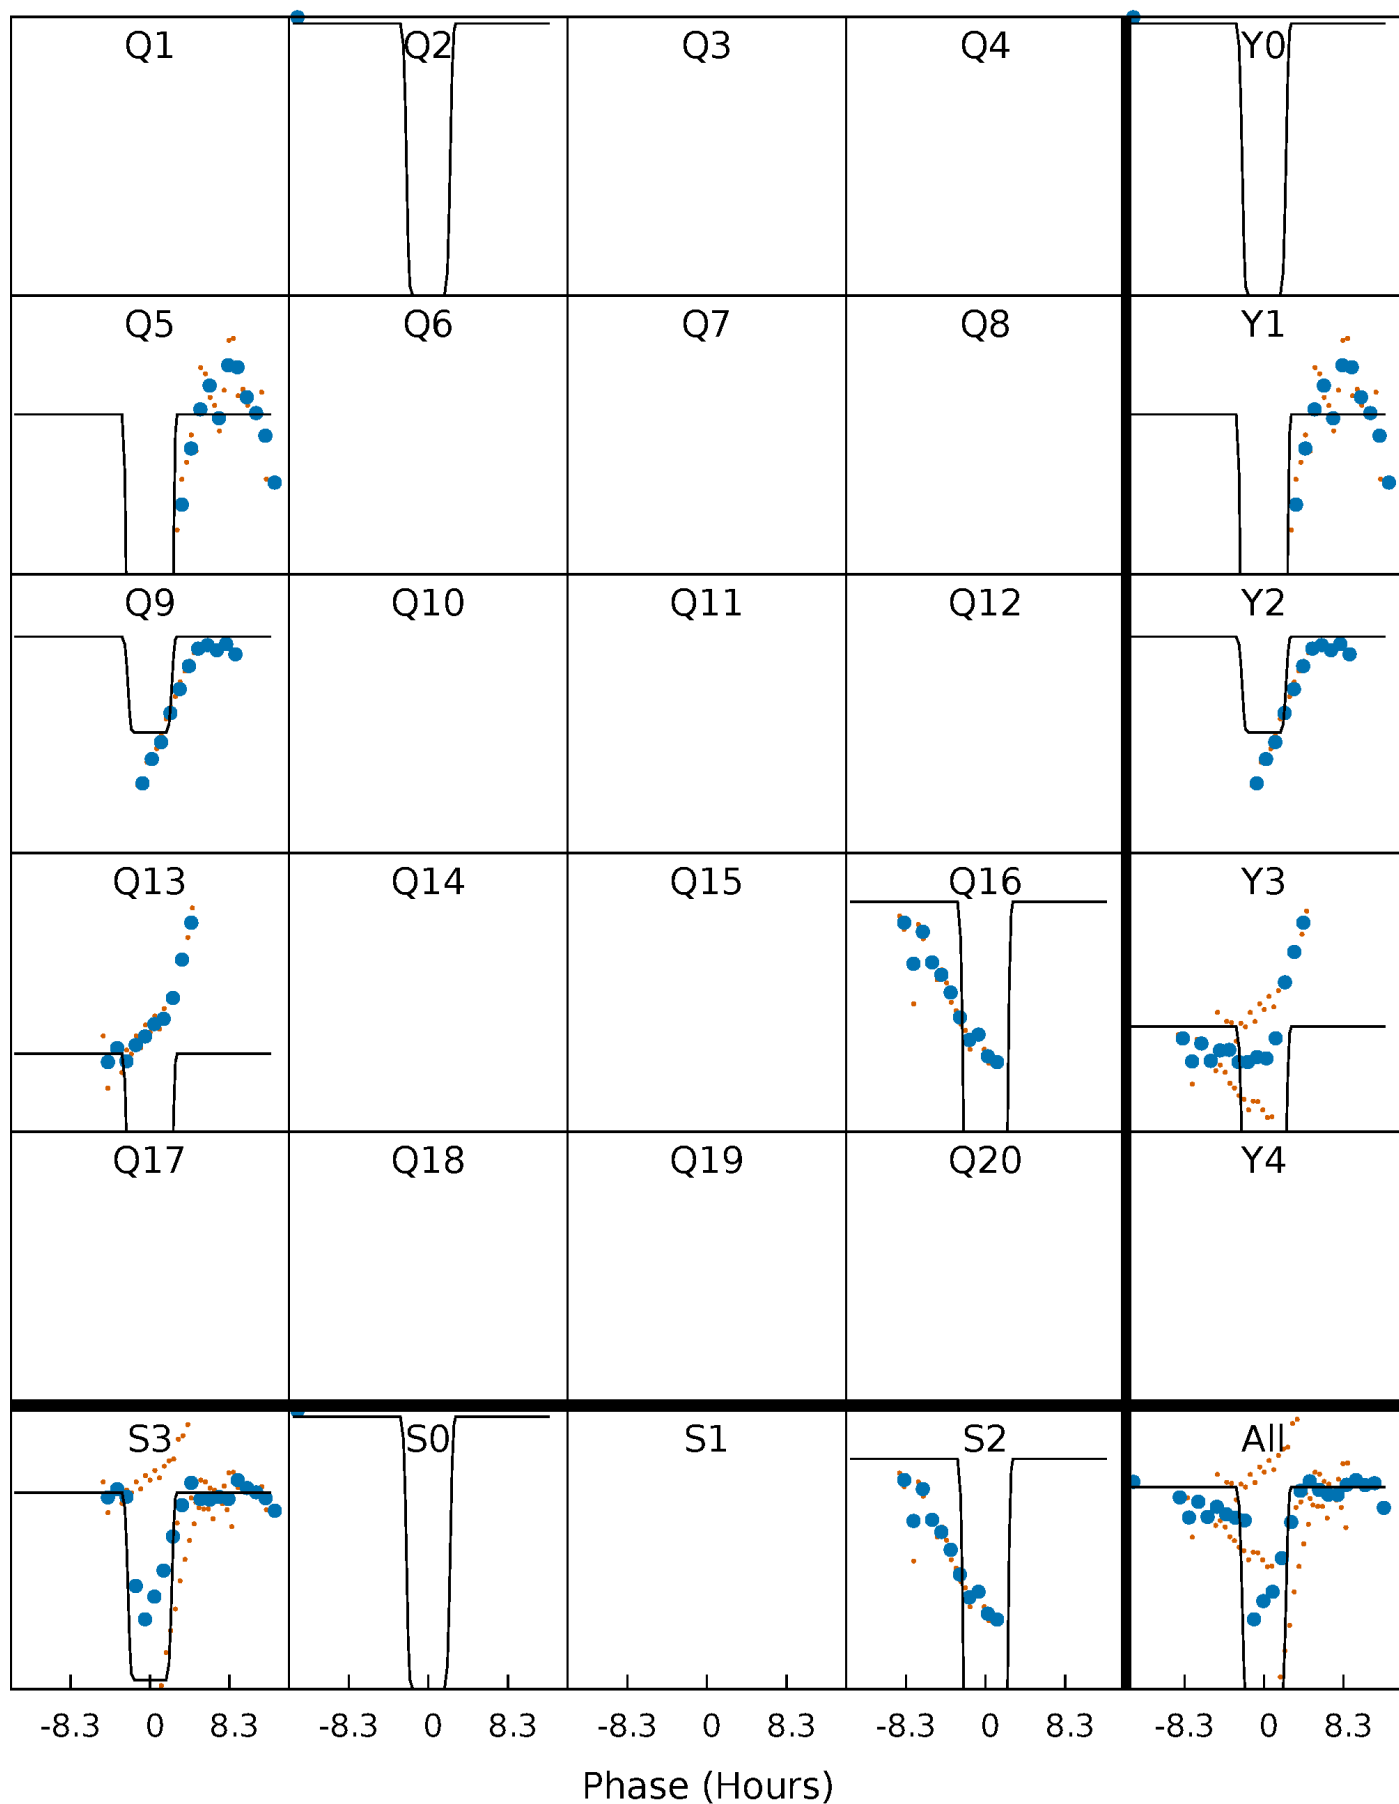 Q1 Q2 Q3 Q4 Y0
Q5 Q6 Q7 Q8 Y1
Q9 Q10 Q11 Q12 Y2
Q13 Q14 Q15 Q16 Y3
Q17 Q18 Q19 Q20 Y4
S3 S0 S1 S2 All
-8.3 0 8.3 -8.3 0 8.3 -8.3 0 8.3 -8.3 0 8.3 -8.3 0 8.3
Phase (Hours)